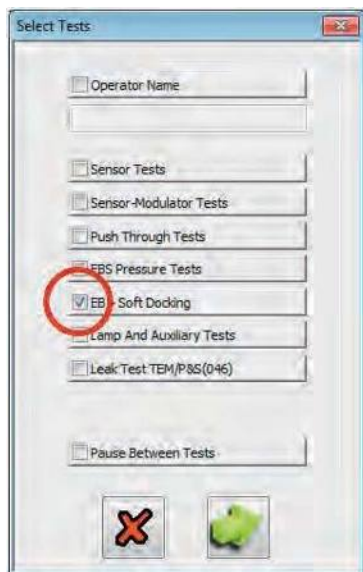 Select Tests
Operator Name
Sensor Tests
Sensor-Modulator Tests
Push Through Tests
EBS Pressure Tests
EB - Soft Docking
Lamp And Auxiliary Tests
Leak Test TEM/P&S(046)
Pause Between Tests